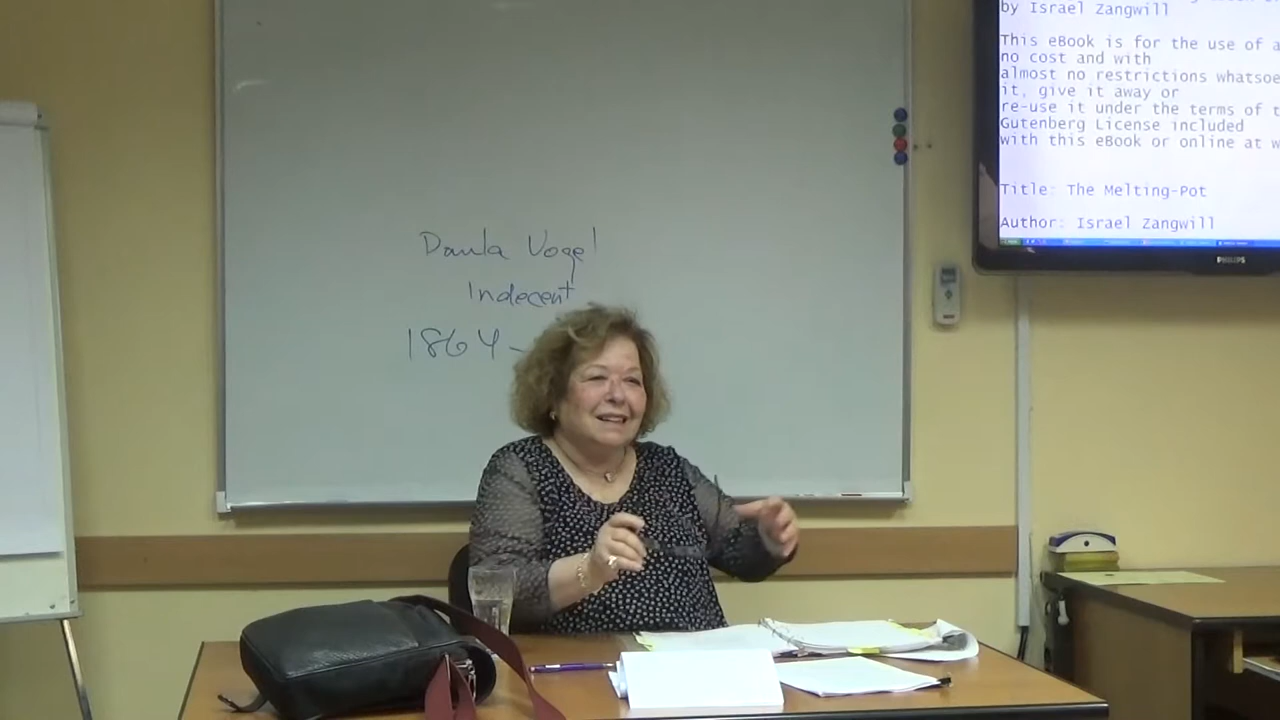 Paula Vogel
Indecent
1864-
by Israel Zangwill
This eBook is for the use of a
no cost and with
almost no restrictions whatsoe
it, give it away or
re-use it under the terms of t
Gutenberg License included
with this eBook or online at w
Title: The Melting-Pot
Author: Israel Zangwill
PHILIPS